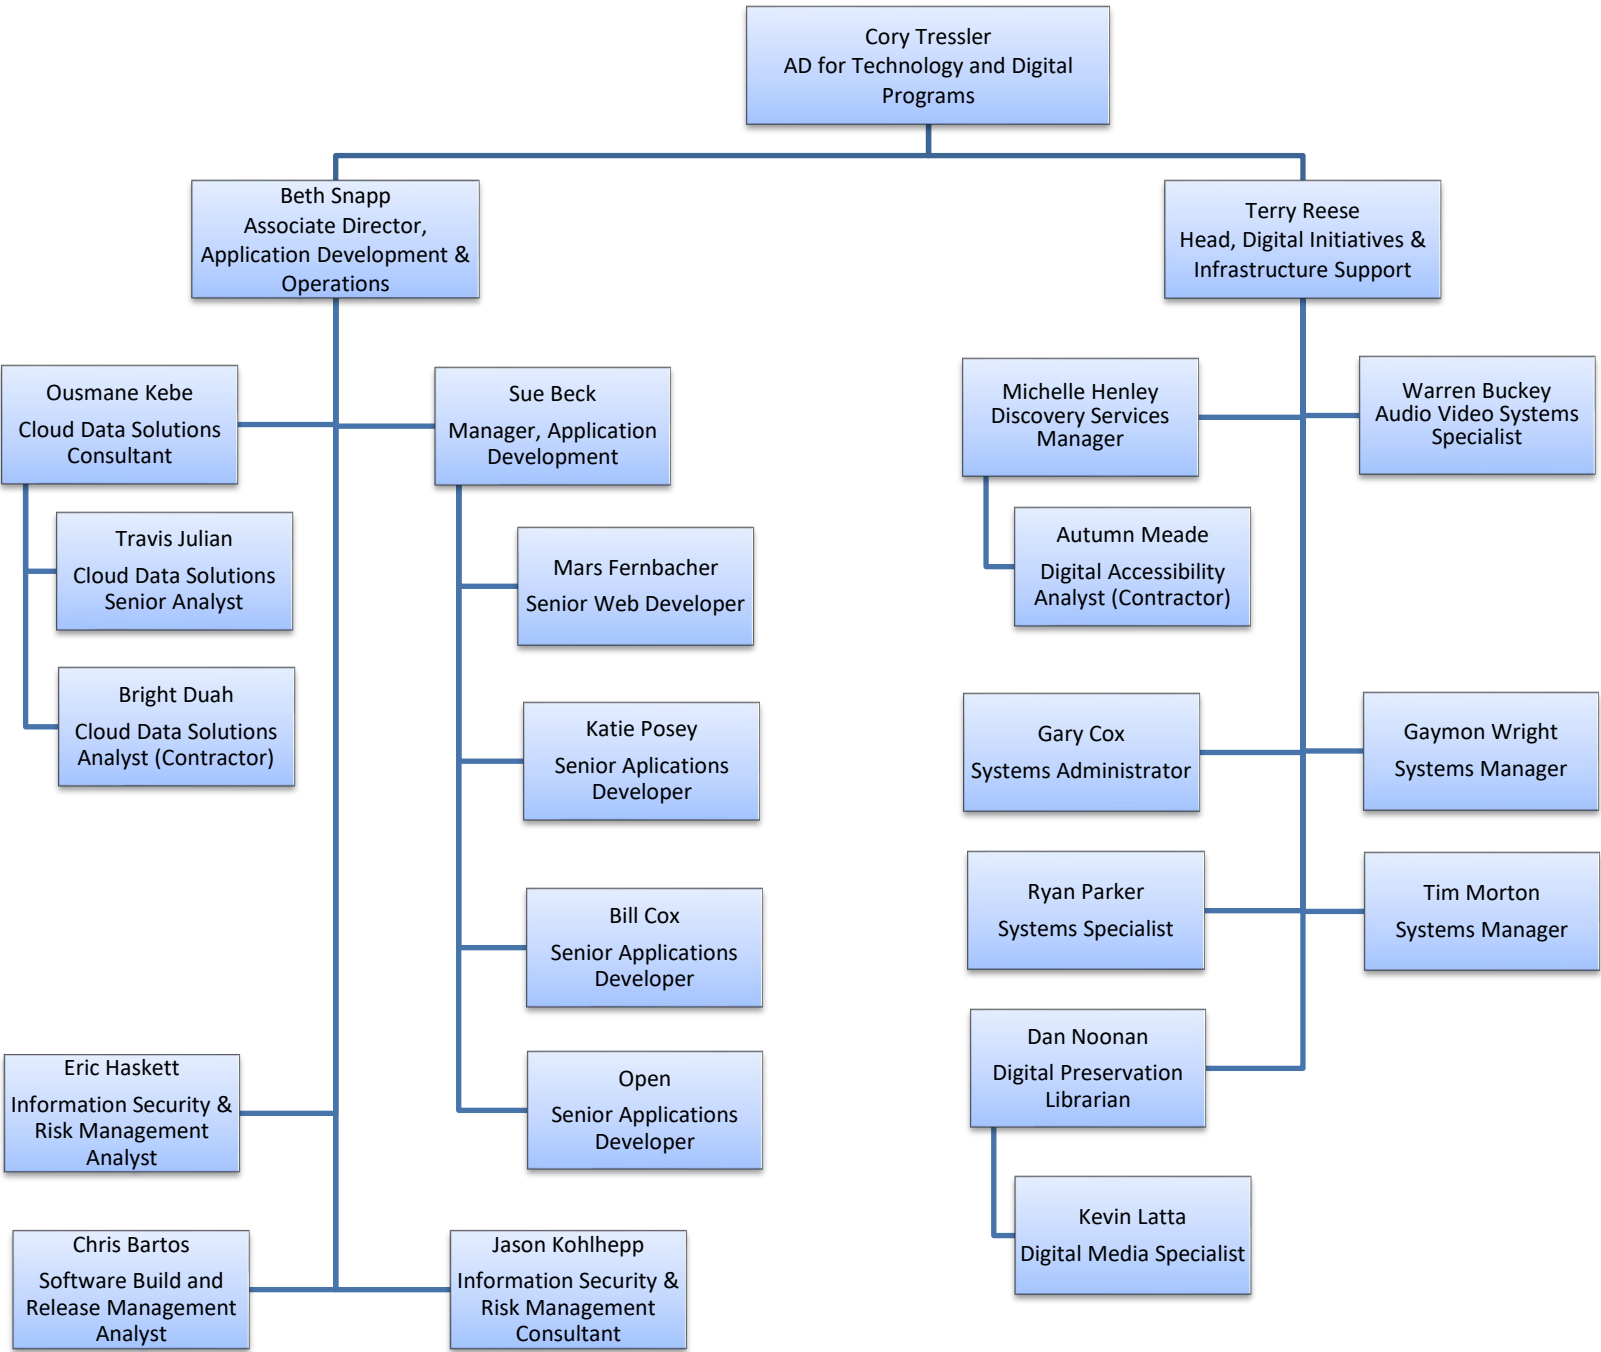 Cory Tressler
AD for Technology and Digital
Programs
Beth Snapp
Associate Director,
Application Development &
Operations
Terry Reese
Head, Digital Initiatives &
Infrastructure Support
Ousmane Kebe
Cloud Data Solutions
Consultant
Sue Beck
Manager, Application
Development
Michelle Henley
Discovery Services
Manager
Warren Buckey
Audio Video Systems
Specialist
Travis Julian
Cloud Data Solutions
Senior Analyst
Mars Fernbacher
Senior Web Developer
Autumn Meade
Digital Accessibility
Analyst (Contractor)
Bright Duah
Cloud Data Solutions
Analyst (Contractor)
Katie Posey
Senior Aplications
Developer
Gary Cox
Systems Administrator
Gaymon Wright
Systems Manager
Bill Cox
Senior Applications
Developer
Ryan Parker
Systems Specialist
Tim Morton
Systems Manager
Eric Haskett
Information Security &
Risk Management
Analyst
Open
Senior Applications
Developer
Dan Noonan
Digital Preservation
Librarian
Chris Bartos
Software Build and
Release Management
Analyst
Jason Kohlhepp
Information Security &
Risk Management
Consultant
Kevin Latta
Digital Media Specialist